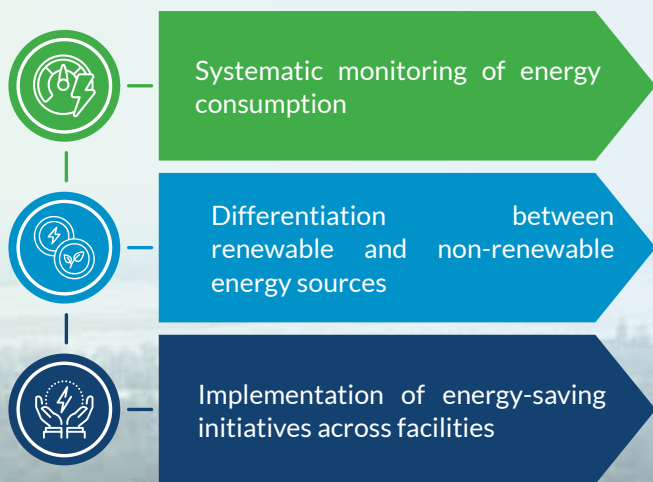 Systematic monitoring of energy
consumption
Differentiation between
renewable and non-renewable
energy sources
Implementation of energy-saving
initiatives across facilities